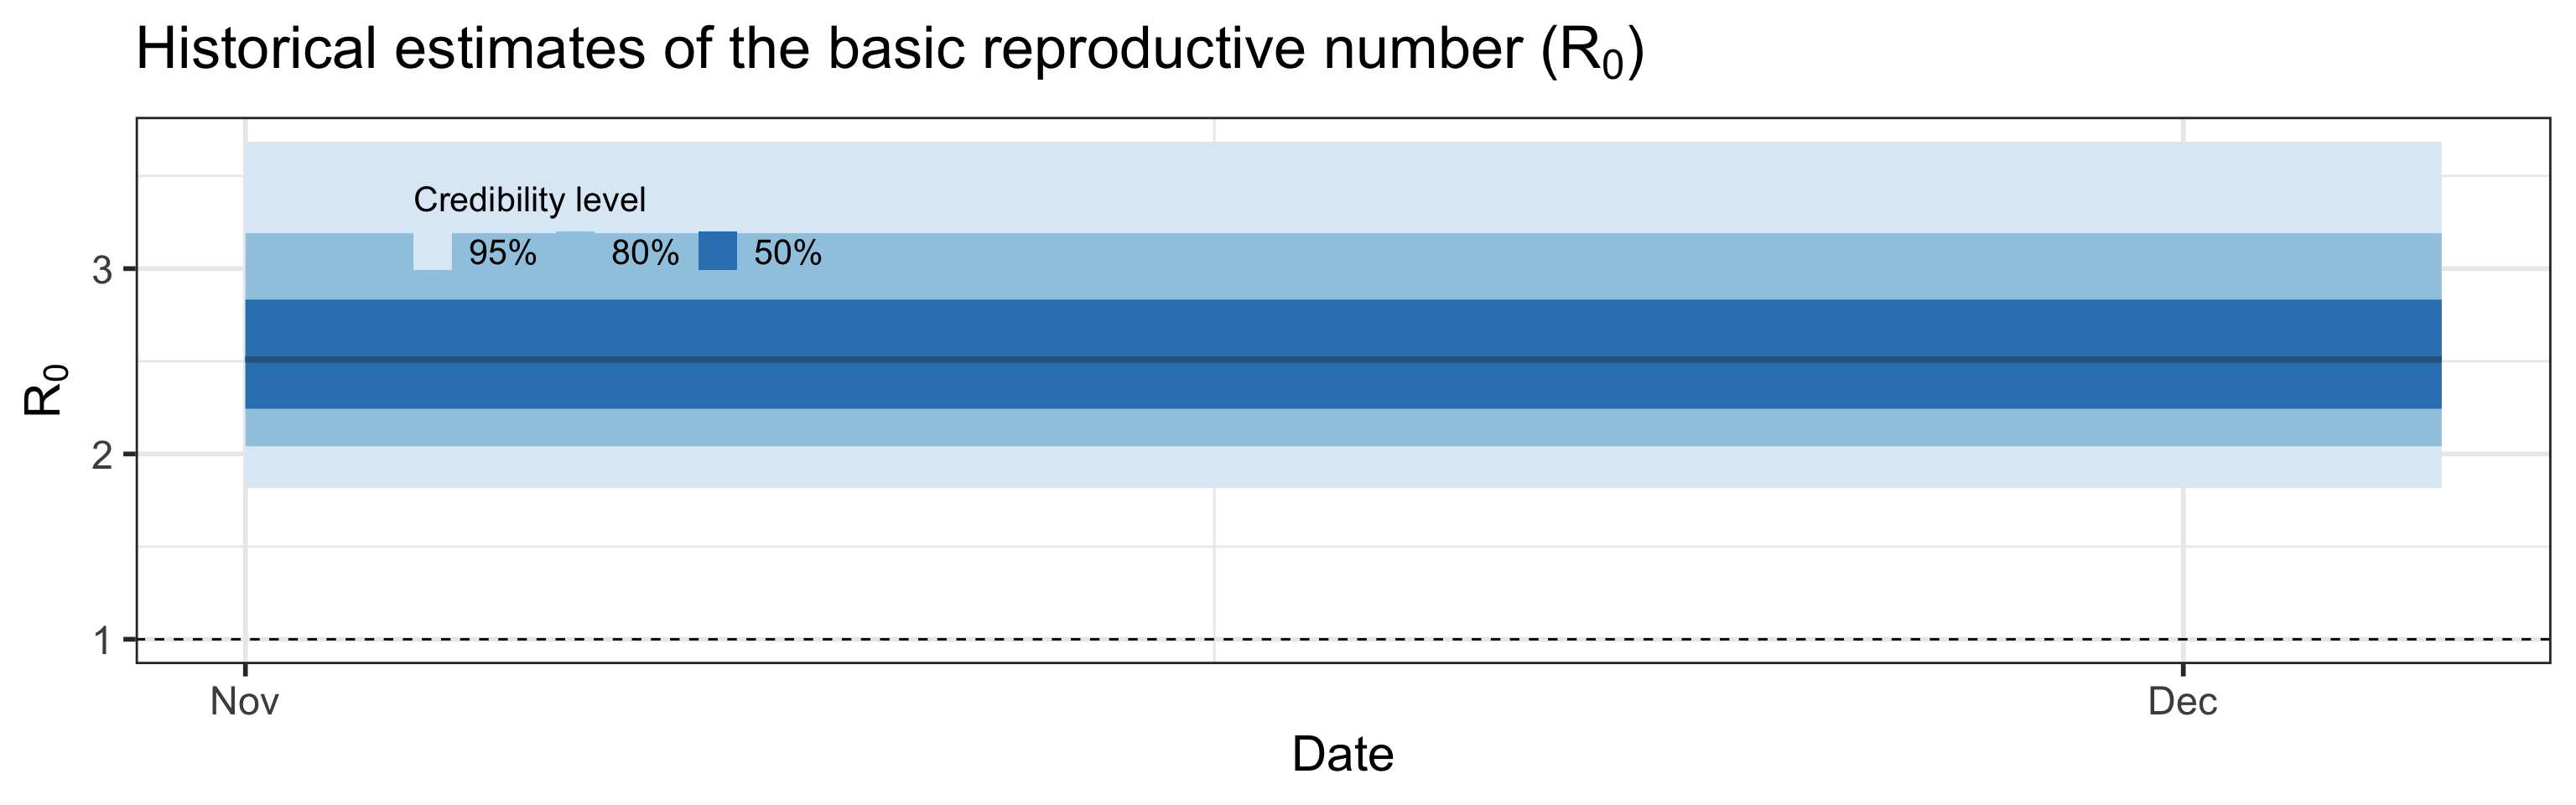 Historical estimates of the basic reproductive number (R₀)
Credibility level
95% 80% 50%
R₀
3
2
1
Nov Dec
Date